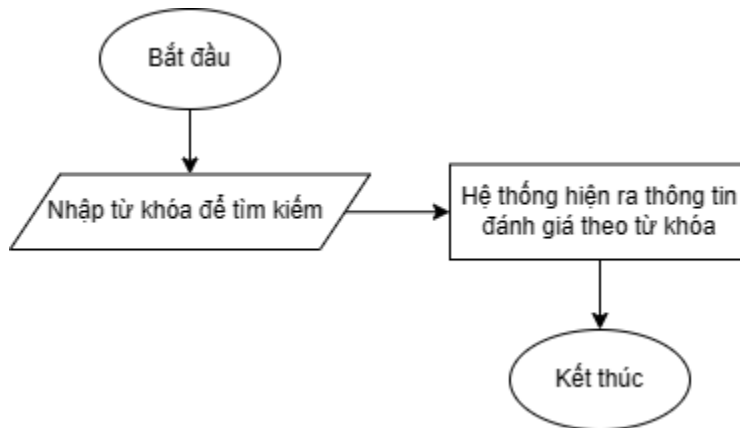 Bắt đầu
Nhập từ khóa để tìm kiếm
Hệ thống hiện ra thông tin
đánh giá theo từ khóa
Kết thúc